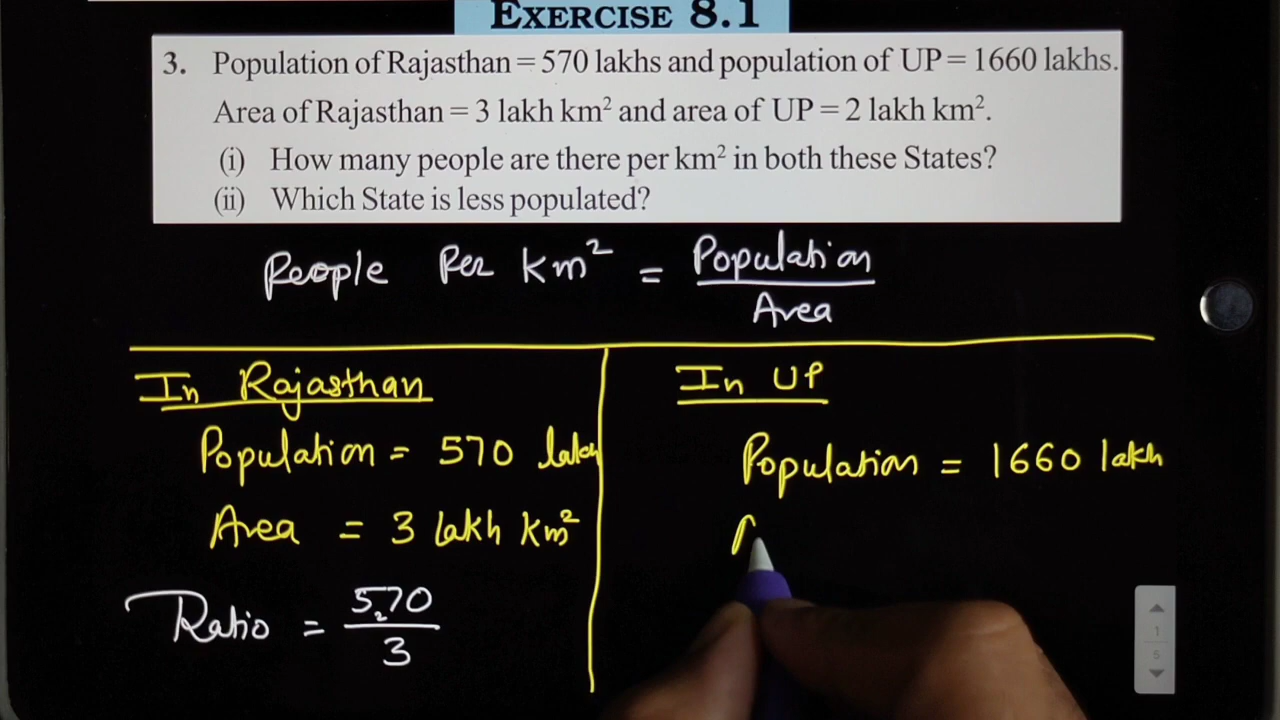 EXERCISE 8.1
3. Population of Rajasthan = 570 lakhs and population of UP = 1660 lakhs.
Area of Rajasthan = 3 lakh km² and area of UP = 2 lakh km².
(i) How many people are there per km² in both these States?
(ii) Which State is less populated?
People Per Km² = Population / Area
In Rajasthan
Population = 570 lakh
Area = 3 lakh Km²
Ratio = 570 / 3
In UP
Population = 1660 lakh
1
5